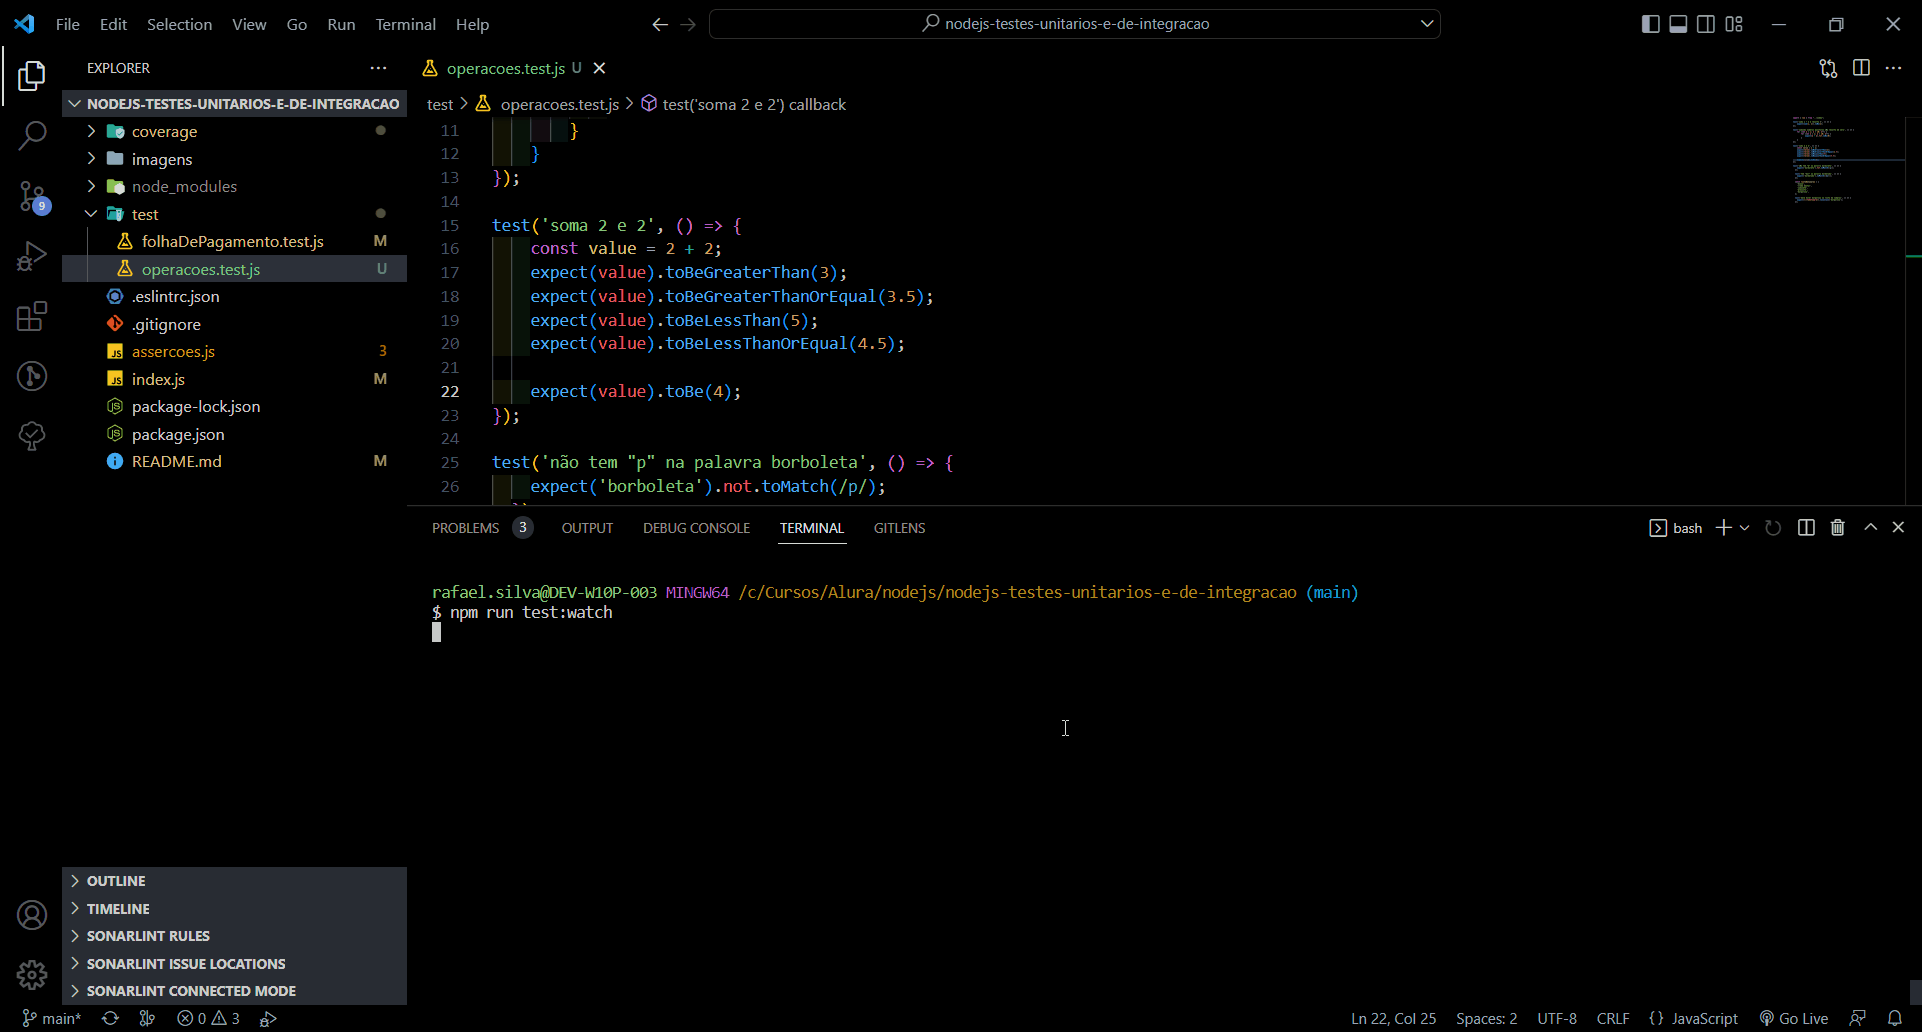 File Edit Selection View Go Run Terminal Help
nodejs-testes-unitarios-e-de-integracao
EXPLORER
NODEJS-TESTES-UNITARIOS-E-DE-INTEGRACAO
coverage
imagens
node_modules
test
folhaDePagamento.test.js M
operacoes.test.js U
.eslintrc.json
.gitignore
JS assercoes.js 3
JS index.js M
package-lock.json
package.json
README.md M
9
OUTLINE
TIMELINE
SONARLINT RULES
SONARLINT ISSUE LOCATIONS
SONARLINT CONNECTED MODE
operacoes.test.js U
test > operacoes.test.js > test('soma 2 e 2') callback
11 }
12 }
13 });
14
15 test('soma 2 e 2', () => {
16 const value = 2 + 2;
17 expect(value).toBeGreaterThan(3);
18 expect(value).toBeGreaterThanOrEqual(3.5);
19 expect(value).toBeLessThan(5);
20 expect(value).toBeLessThanOrEqual(4.5);
21
22 expect(value).toBe(4);
23 });
24
25 test('não tem "p" na palavra borboleta', () => {
26 expect('borboleta').not.toMatch(/p/);
PROBLEMS 3 OUTPUT DEBUG CONSOLE TERMINAL GITLENS
bash
rafael.silva@DEV-W10P-003 MINGW64 /c/Cursos/Alura/nodejs/nodejs-testes-unitarios-e-de-integracao (main)
$ npm run test:watch
main* 0 3 Ln 22, Col 25 Spaces: 2 UTF-8 CRLF {} JavaScript Go Live